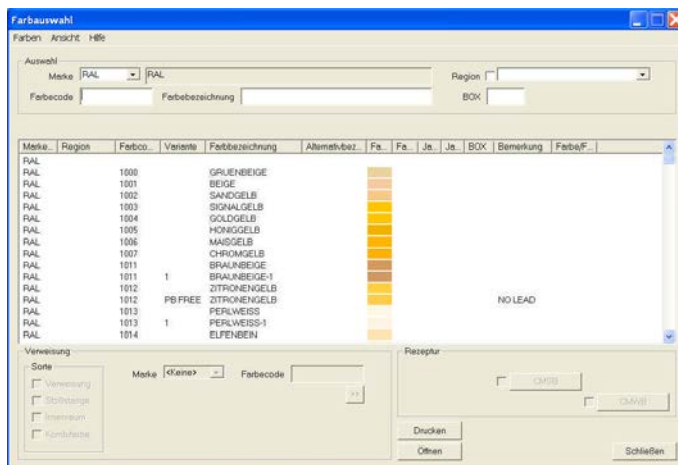 Farbauswahl
Farben Ansicht Hilfe
Auswahl
Marke RAL RAL Region
Farbecode Farbebezeichnung BOX
Marke... Region Farbco... Variante Farbbezeichnung Alternativbez... Fa... Fa... Ja... Ja... BOX Bemerkung Farbe/F...
RAL
RAL 1000 GRUENBEIGE
RAL 1001 BEIGE
RAL 1002 SANDGELB
RAL 1003 SIGNALGELB
RAL 1004 GOLDGELB
RAL 1005 HONIGGELB
RAL 1006 MAISGELB
RAL 1007 CHROMGELB
RAL 1011 BRAUNBEIGE
RAL 1011 1 BRAUNBEIGE-1
RAL 1012 ZITRONENGELB
RAL 1012 PB FREE ZITRONENGELB NO LEAD
RAL 1013 PERLWEISS
RAL 1013 1 PERLWEISS-1
RAL 1014 ELFENBEIN
Verweisung Rezeptur
Sorte
Marke <Keine> Farbecode
Verweisung
>>
Innenraum
Kombifarbe
CMSB
CMWB
Drucken
Öffnen Schließen